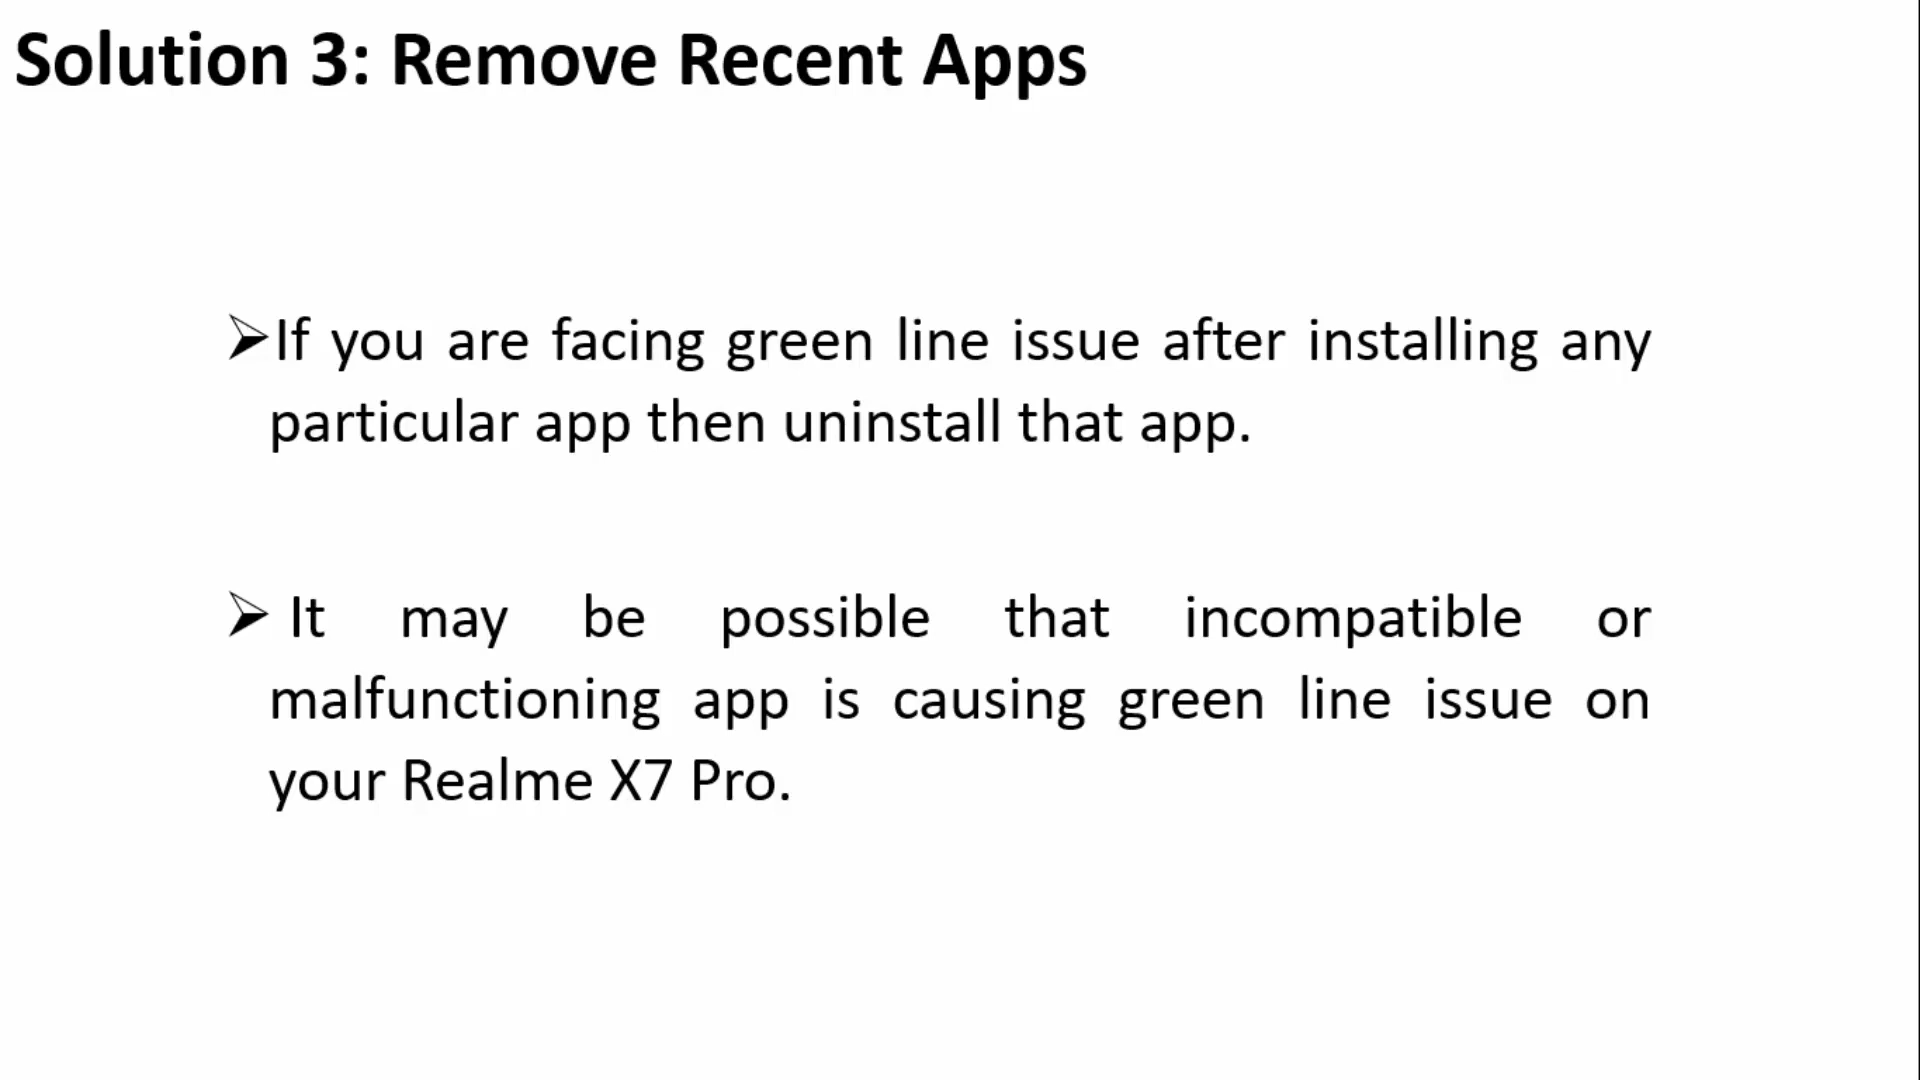 Solution 3: Remove Recent Apps
➢If you are facing green line issue after installing any
particular app then uninstall that app.
➢ It may be possible that incompatible or
malfunctioning app is causing green line issue on
your Realme X7 Pro.